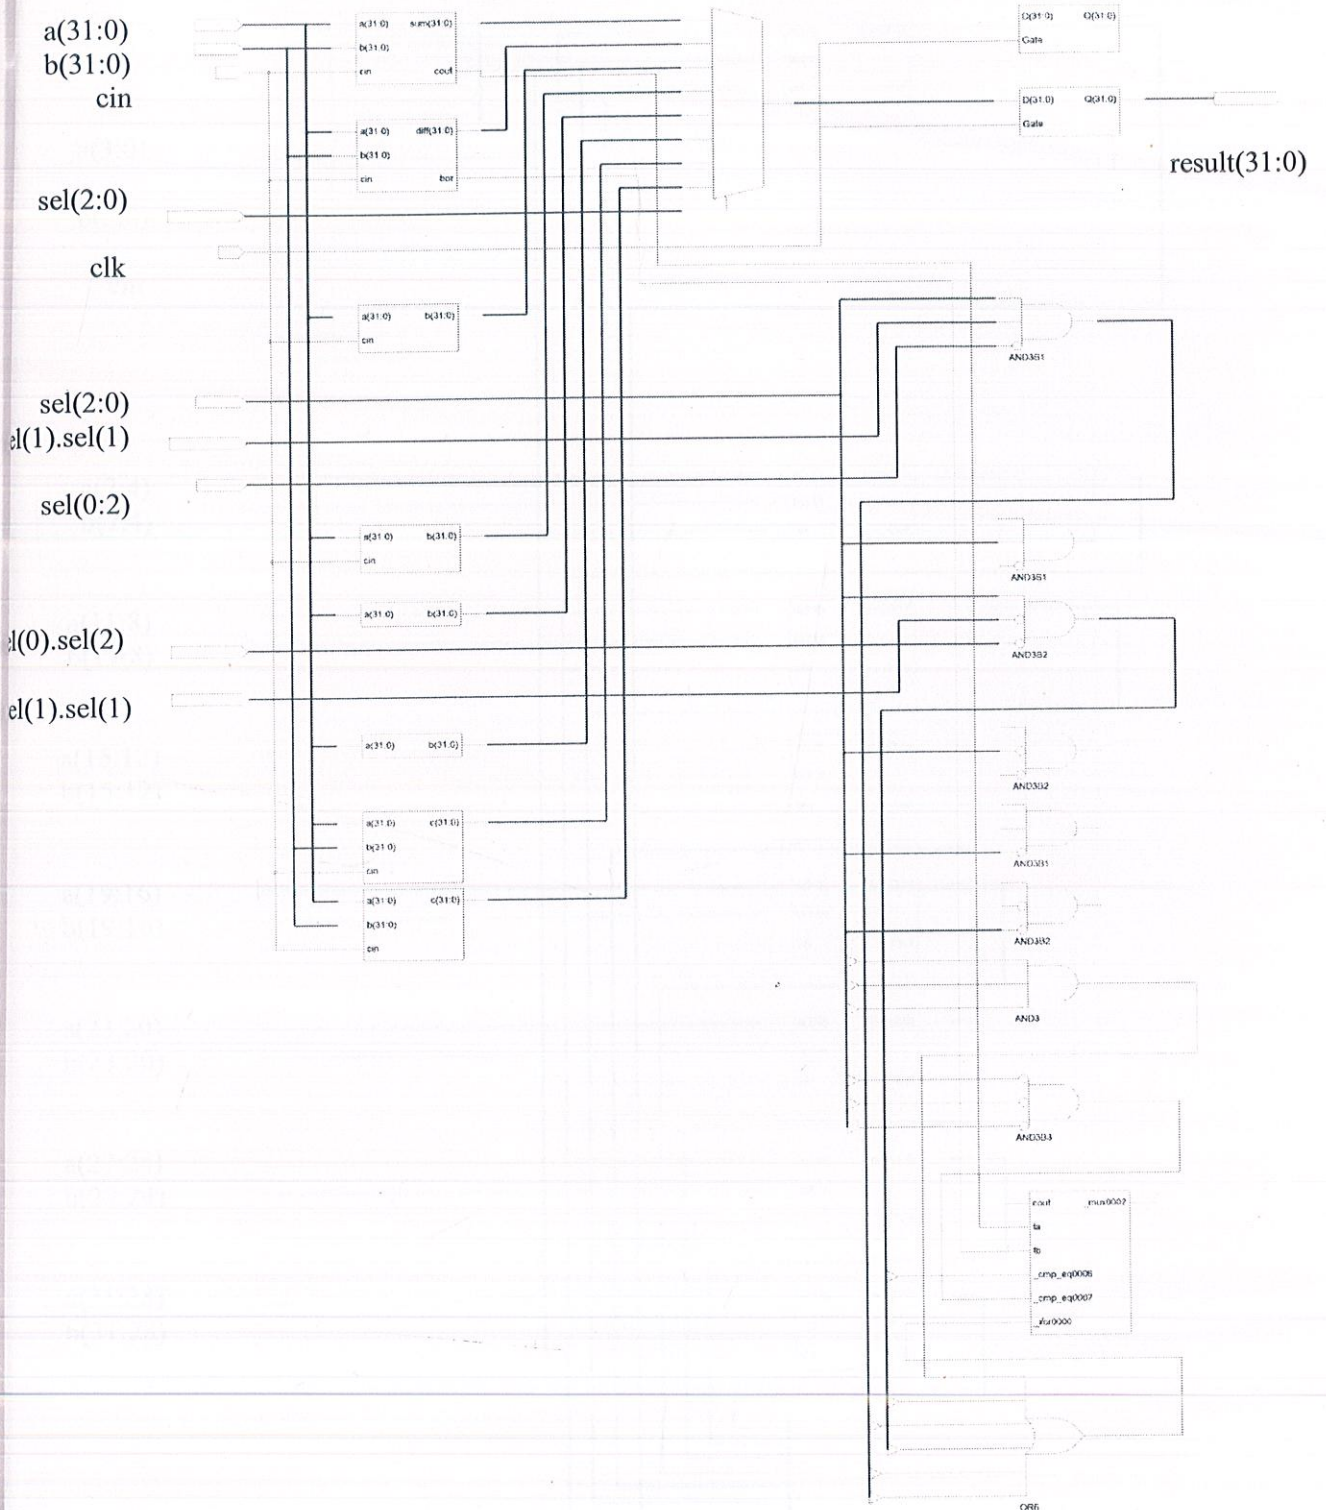 a(31:0)
b(31:0)
cin
sel(2:0)
clk
sel(2:0)
el(1).sel(1)
sel(0:2)
el(0).sel(2)
el(1).sel(1)
a(31:0) sum(31:0)
b(31:0)
cin cout
a(31:0) diff(31:0)
b(31:0)
cin bor
a(31:0) b(31:0)
cin
a(31:0) b(31:0)
cin
a(31:0) b(31:0)
a(31:0) b(31:0)
a(31:0) c(31:0)
b(31:0)
cin
a(31:0) c(31:0)
b(31:0)
cin
D(31:0) Q(31:0)
Gate
D(31:0) Q(31:0)
Gate
result(31:0)
AND3B1
AND3B1
AND3B2
AND3B2
AND3B1
AND3B2
AND3
AND3B3
cout _mux0002
ta
tb
_cmp_eq0006
_cmp_eq0007